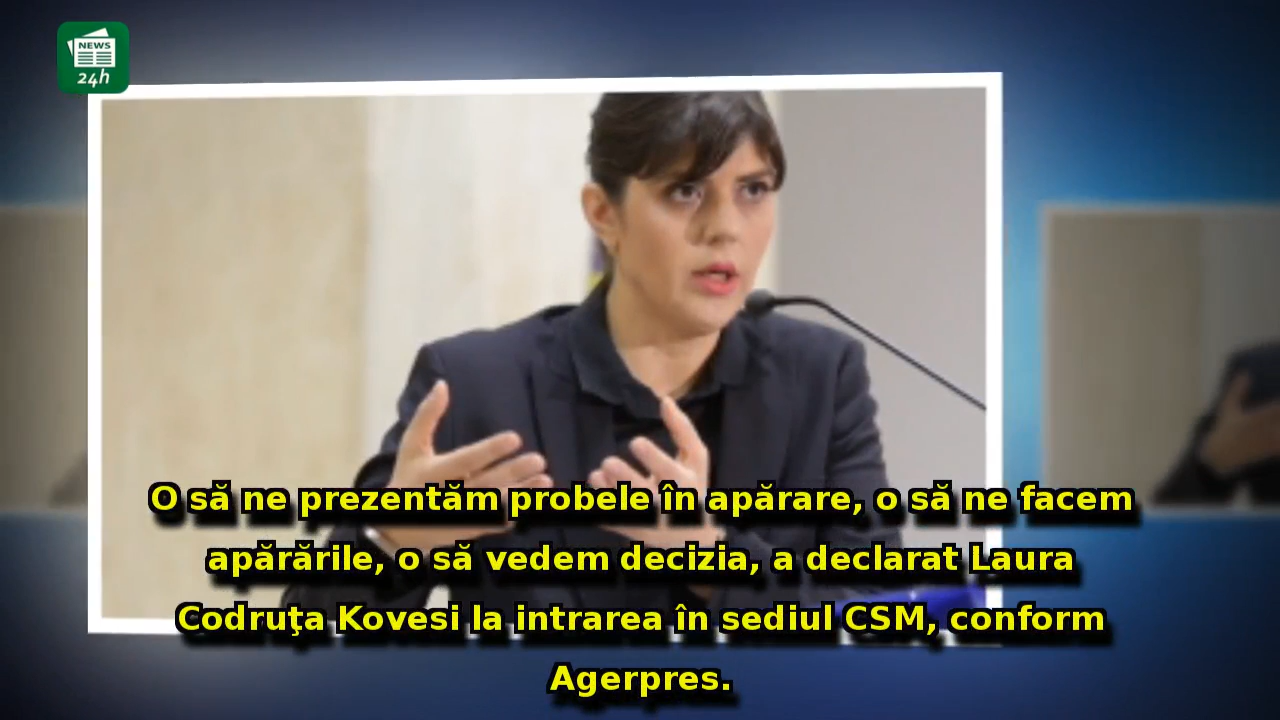 NEWS
24h
O să ne prezentăm probele în apărare, o să ne facem
apărările, o să vedem decizia, a declarat Laura
Codruţa Kovesi la intrarea în sediul CSM, conform
Agerpres.